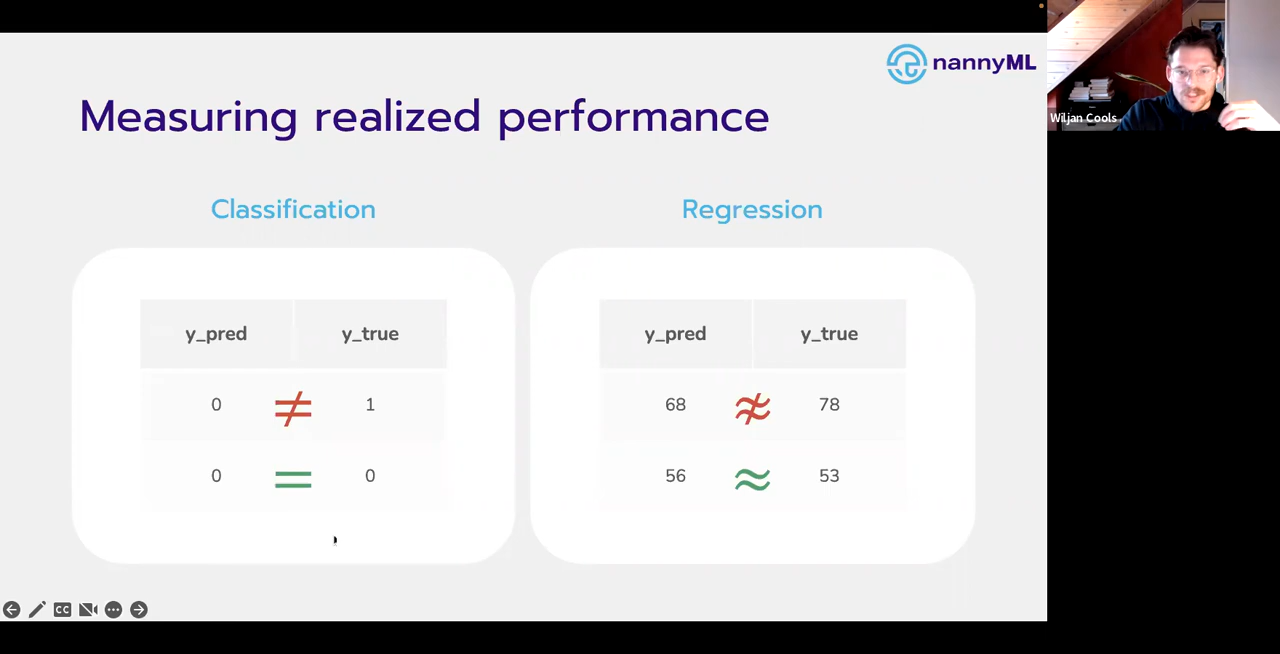 nannyML
Measuring realized performance
Classification
Regression
y_pred y_true
0 ≠ 1
0 = 0
y_pred y_true
68 ≉ 78
56 ≈ 53
Wiljan Cools
CC